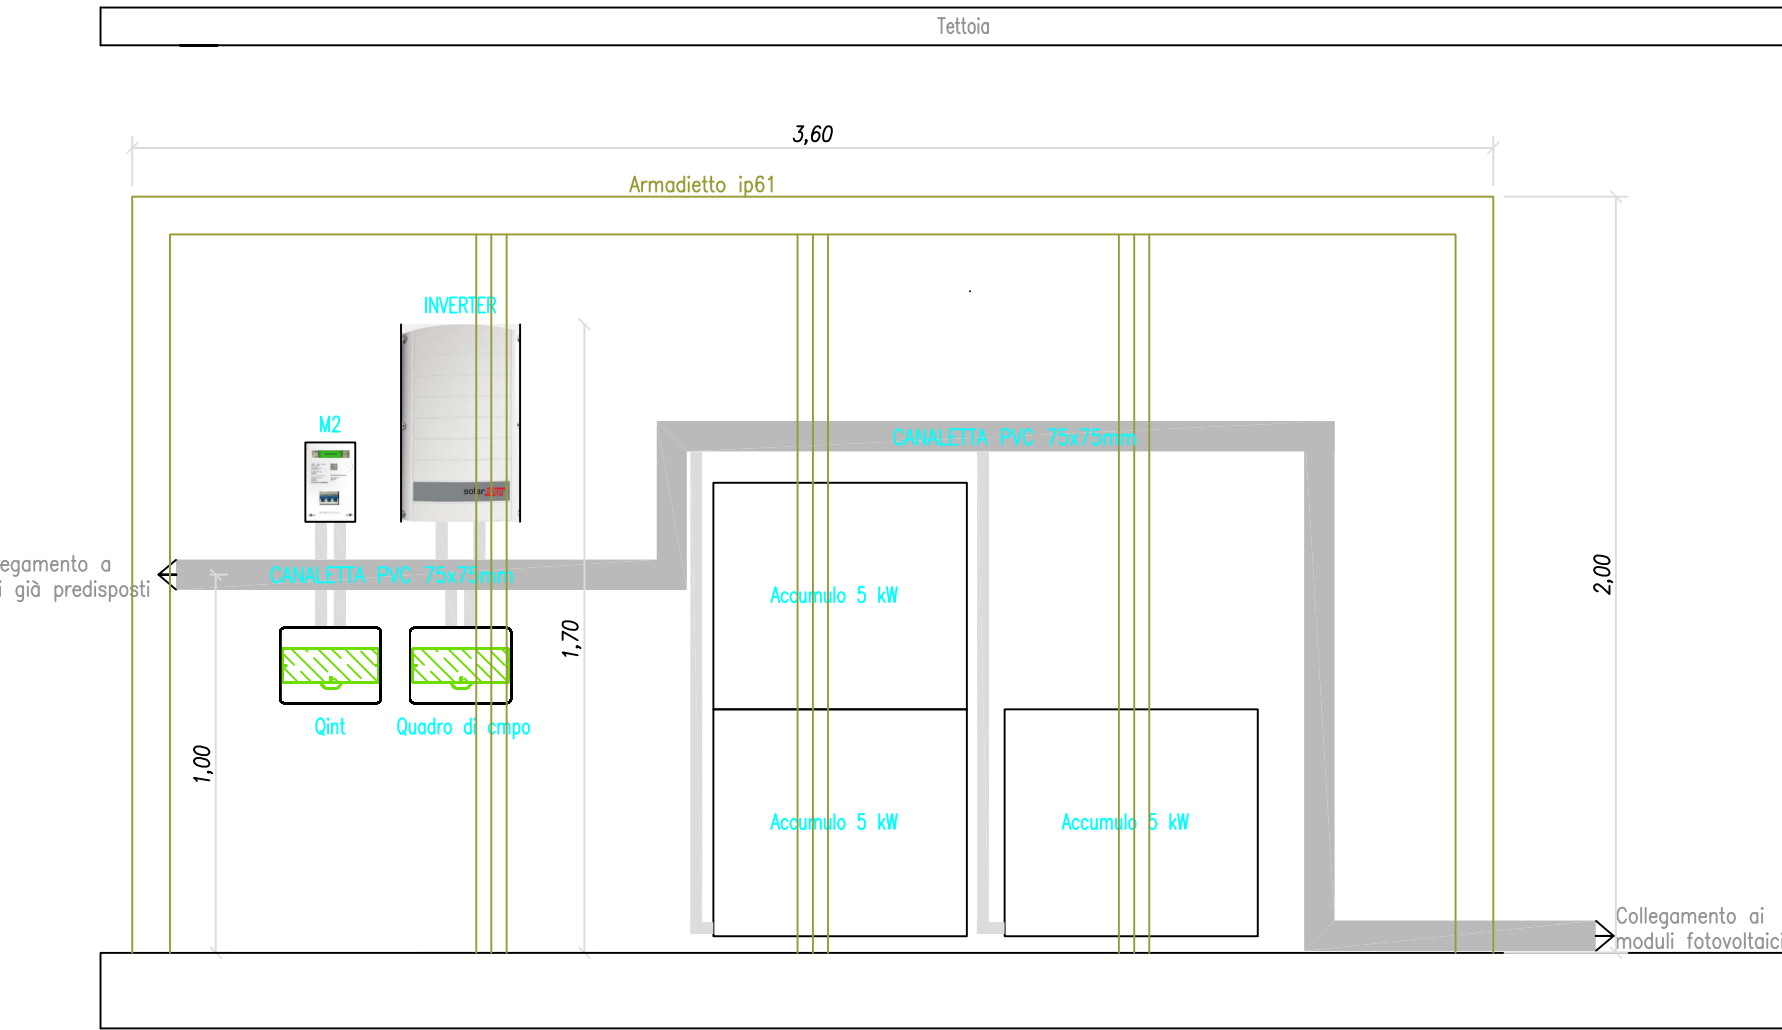 Tettoia
3,60
Armadietto ip61
INVERTER
M2
solaredge
CANALETTA PVC 75x75mm
egamento a
i già predisposti
CANALETTA PVC 75x75mm
2,00
1,70
Accumulo 5 kW
Qint
Quadro di cmpo
1,00
Accumulo 5 kW
Accumulo 5 kW
Collegamento ai
moduli fotovoltaici